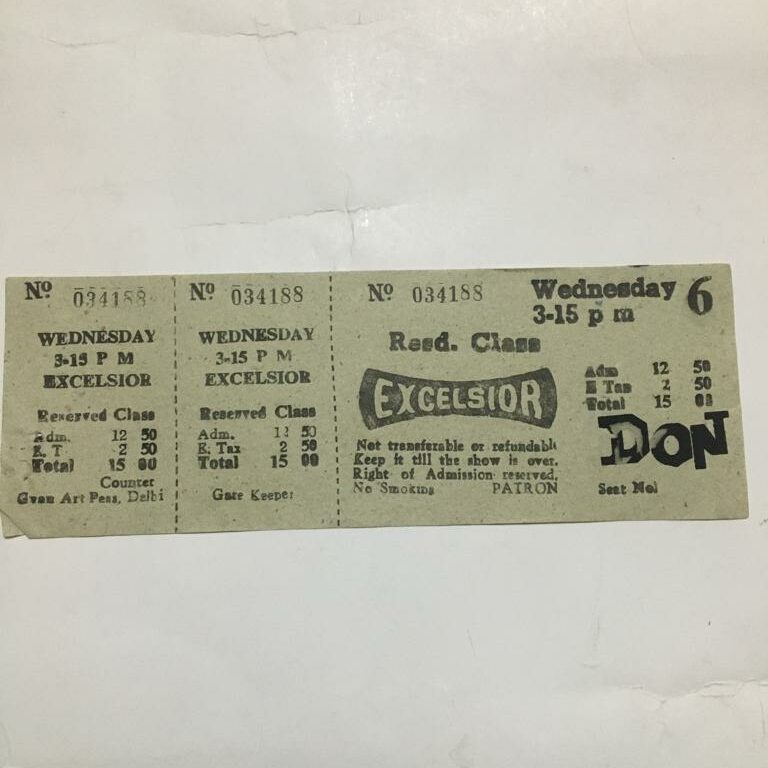 Nº 034188
WEDNESDAY
3-15 P M
EXCELSIOR
Reserved Class
Adm. 12 50
E. T 2 50
Total 15 00
Counter
Gyan Art Pess, Delhi
Nº 034188
WEDNESDAY
3-15 P M
EXCELSIOR
Reserved Class
Adm. 12 50
E. Tax 2 50
Total 15 00
Gate Keeper
Nº 034188
Wednesday 6
3-15 p m
Resd. Class
EXCELSIOR
Adm 12 50
E Tax 2 50
Total 15 00
DON
Not transferable or refundable
Keep it till the show is over.
Right of Admission reserved.
No Smoking PATRON
Seat No.